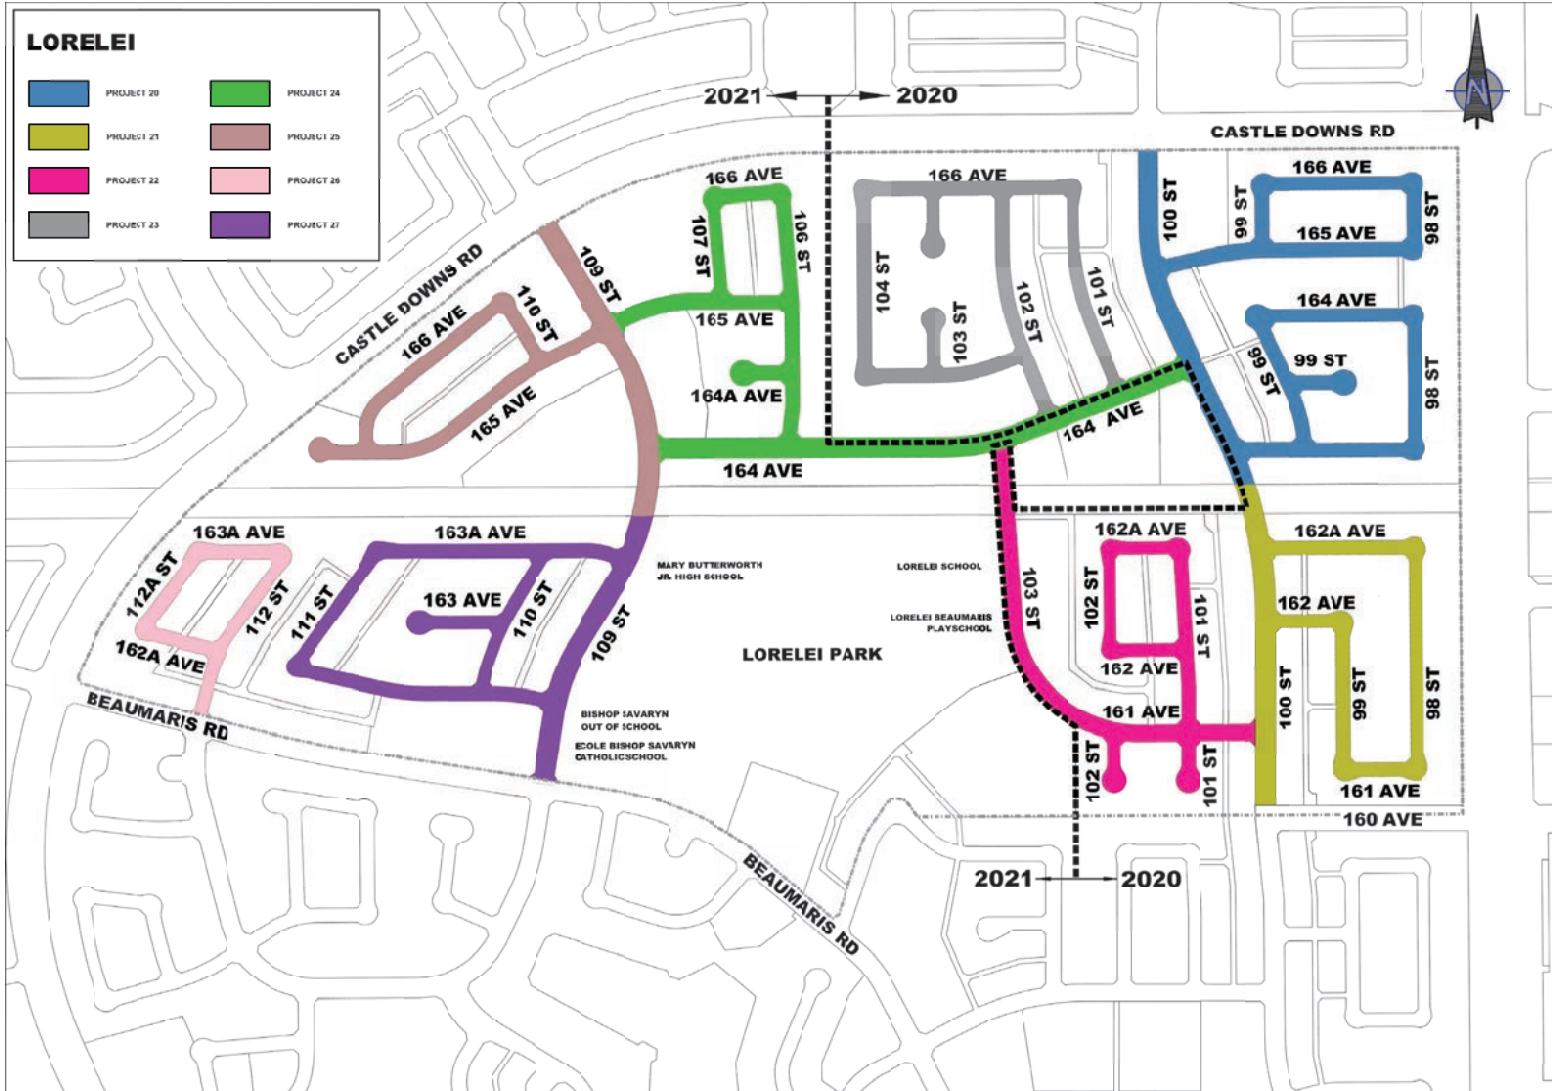 LORELEI
PROJECT 20
PROJECT 24
PROJECT 21
PROJECT 25
PROJECT 22
PROJECT 26
PROJECT 23
PROJECT 27
2021
2020
N
CASTLE DOWNS RD
166 AVE
166 AVE
166 AVE
100 ST
99 ST
98 ST
165 AVE
107 ST
106 ST
109 ST
CASTLE DOWNS RD
104 ST
102 ST
101 ST
110 ST
166 AVE
165 AVE
103 ST
164 AVE
99 ST
99 ST
98 ST
164A AVE
165 AVE
164 AVE
164 AVE
163A AVE
163A AVE
162A AVE
162A AVE
112A ST
112 ST
111 ST
163 AVE
110 ST
109 ST
MARY BUTTERWORTH
JR. HIGH SCHOOL
LORELEI SCHOOL
LORELEI BEAUMARIS
PLAYSCHOOL
103 ST
102 ST
101 ST
162 AVE
162A AVE
LORELEI PARK
162 AVE
100 ST
99 ST
98 ST
BEAUMARIS RD
BISHOP SAVARYN
OUT OF SCHOOL
ECOLE BISHOP SAVARYN
CATHOLIC SCHOOL
161 AVE
102 ST
101 ST
161 AVE
160 AVE
BEAUMARIS RD
2021
2020